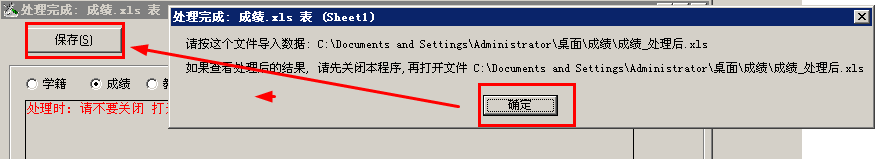 处理完成: 成绩.xls 表
处理完成: 成绩.xls 表 (Sheet1)
保存(S)
请按这个文件导入数据: C:\Documents and Settings\Administrator\桌面\成绩\成绩_处理后.xls
如果查看处理后的结果, 请先关闭本程序,再打开文件 C:\Documents and Settings\Administrator\桌面\成绩\成绩_处理后.xls
学籍 成绩
处理时: 请不要关闭 打
确定